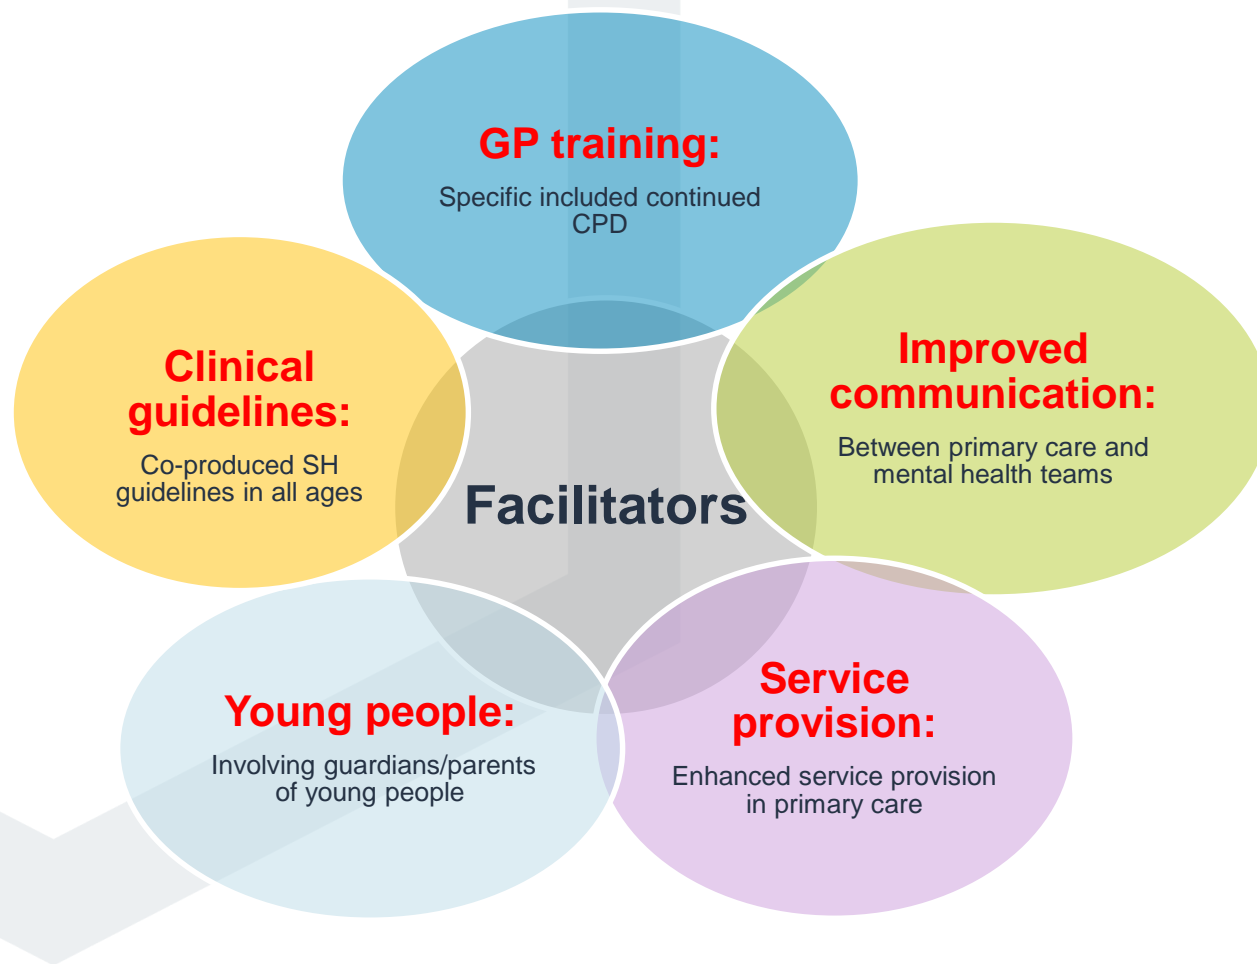 GP training:
Specific included continued
CPD
Improved
communication:
Between primary care and
mental health teams
Clinical
guidelines:
Co-produced SH
guidelines in all ages
Facilitators
Service
provision:
Enhanced service provision
in primary care
Young people:
Involving guardians/parents
of young people